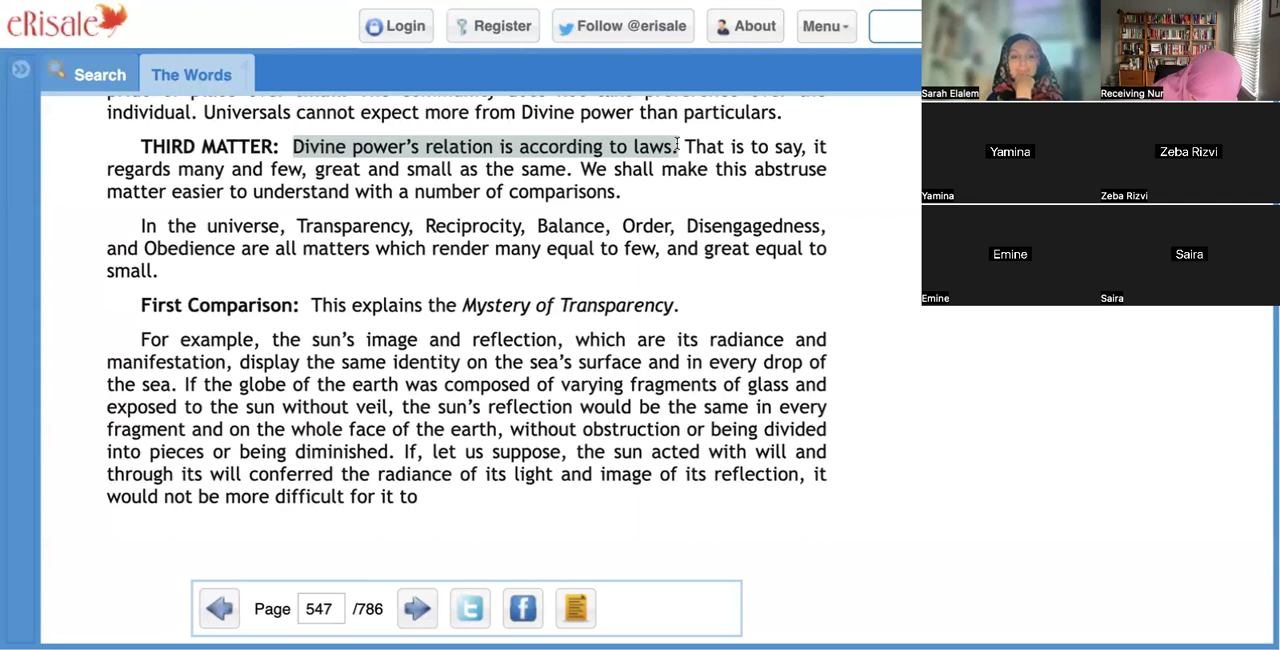 eRisale
Login
Register
Follow @erisale
About
Menu
Search
The Words
individual. Universals cannot expect more from Divine power than particulars.
THIRD MATTER: Divine power's relation is according to laws. That is to say, it
regards many and few, great and small as the same. We shall make this abstruse
matter easier to understand with a number of comparisons.
In the universe, Transparency, Reciprocity, Balance, Order, Disengagedness,
and Obedience are all matters which render many equal to few, and great equal to
small.
First Comparison: This explains the Mystery of Transparency.
For example, the sun's image and reflection, which are its radiance and
manifestation, display the same identity on the sea's surface and in every drop of
the sea. If the globe of the earth was composed of varying fragments of glass and
exposed to the sun without veil, the sun's reflection would be the same in every
fragment and on the whole face of the earth, without obstruction or being divided
into pieces or being diminished. If, let us suppose, the sun acted with will and
through its will conferred the radiance of its light and image of its reflection, it
would not be more difficult for it to
Page 547 /786
Sarah Elalem
Receiving Nur
Yamina
Yamina
Zeba Rizvi
Zeba Rizvi
Emine
Emine
Saira
Saira